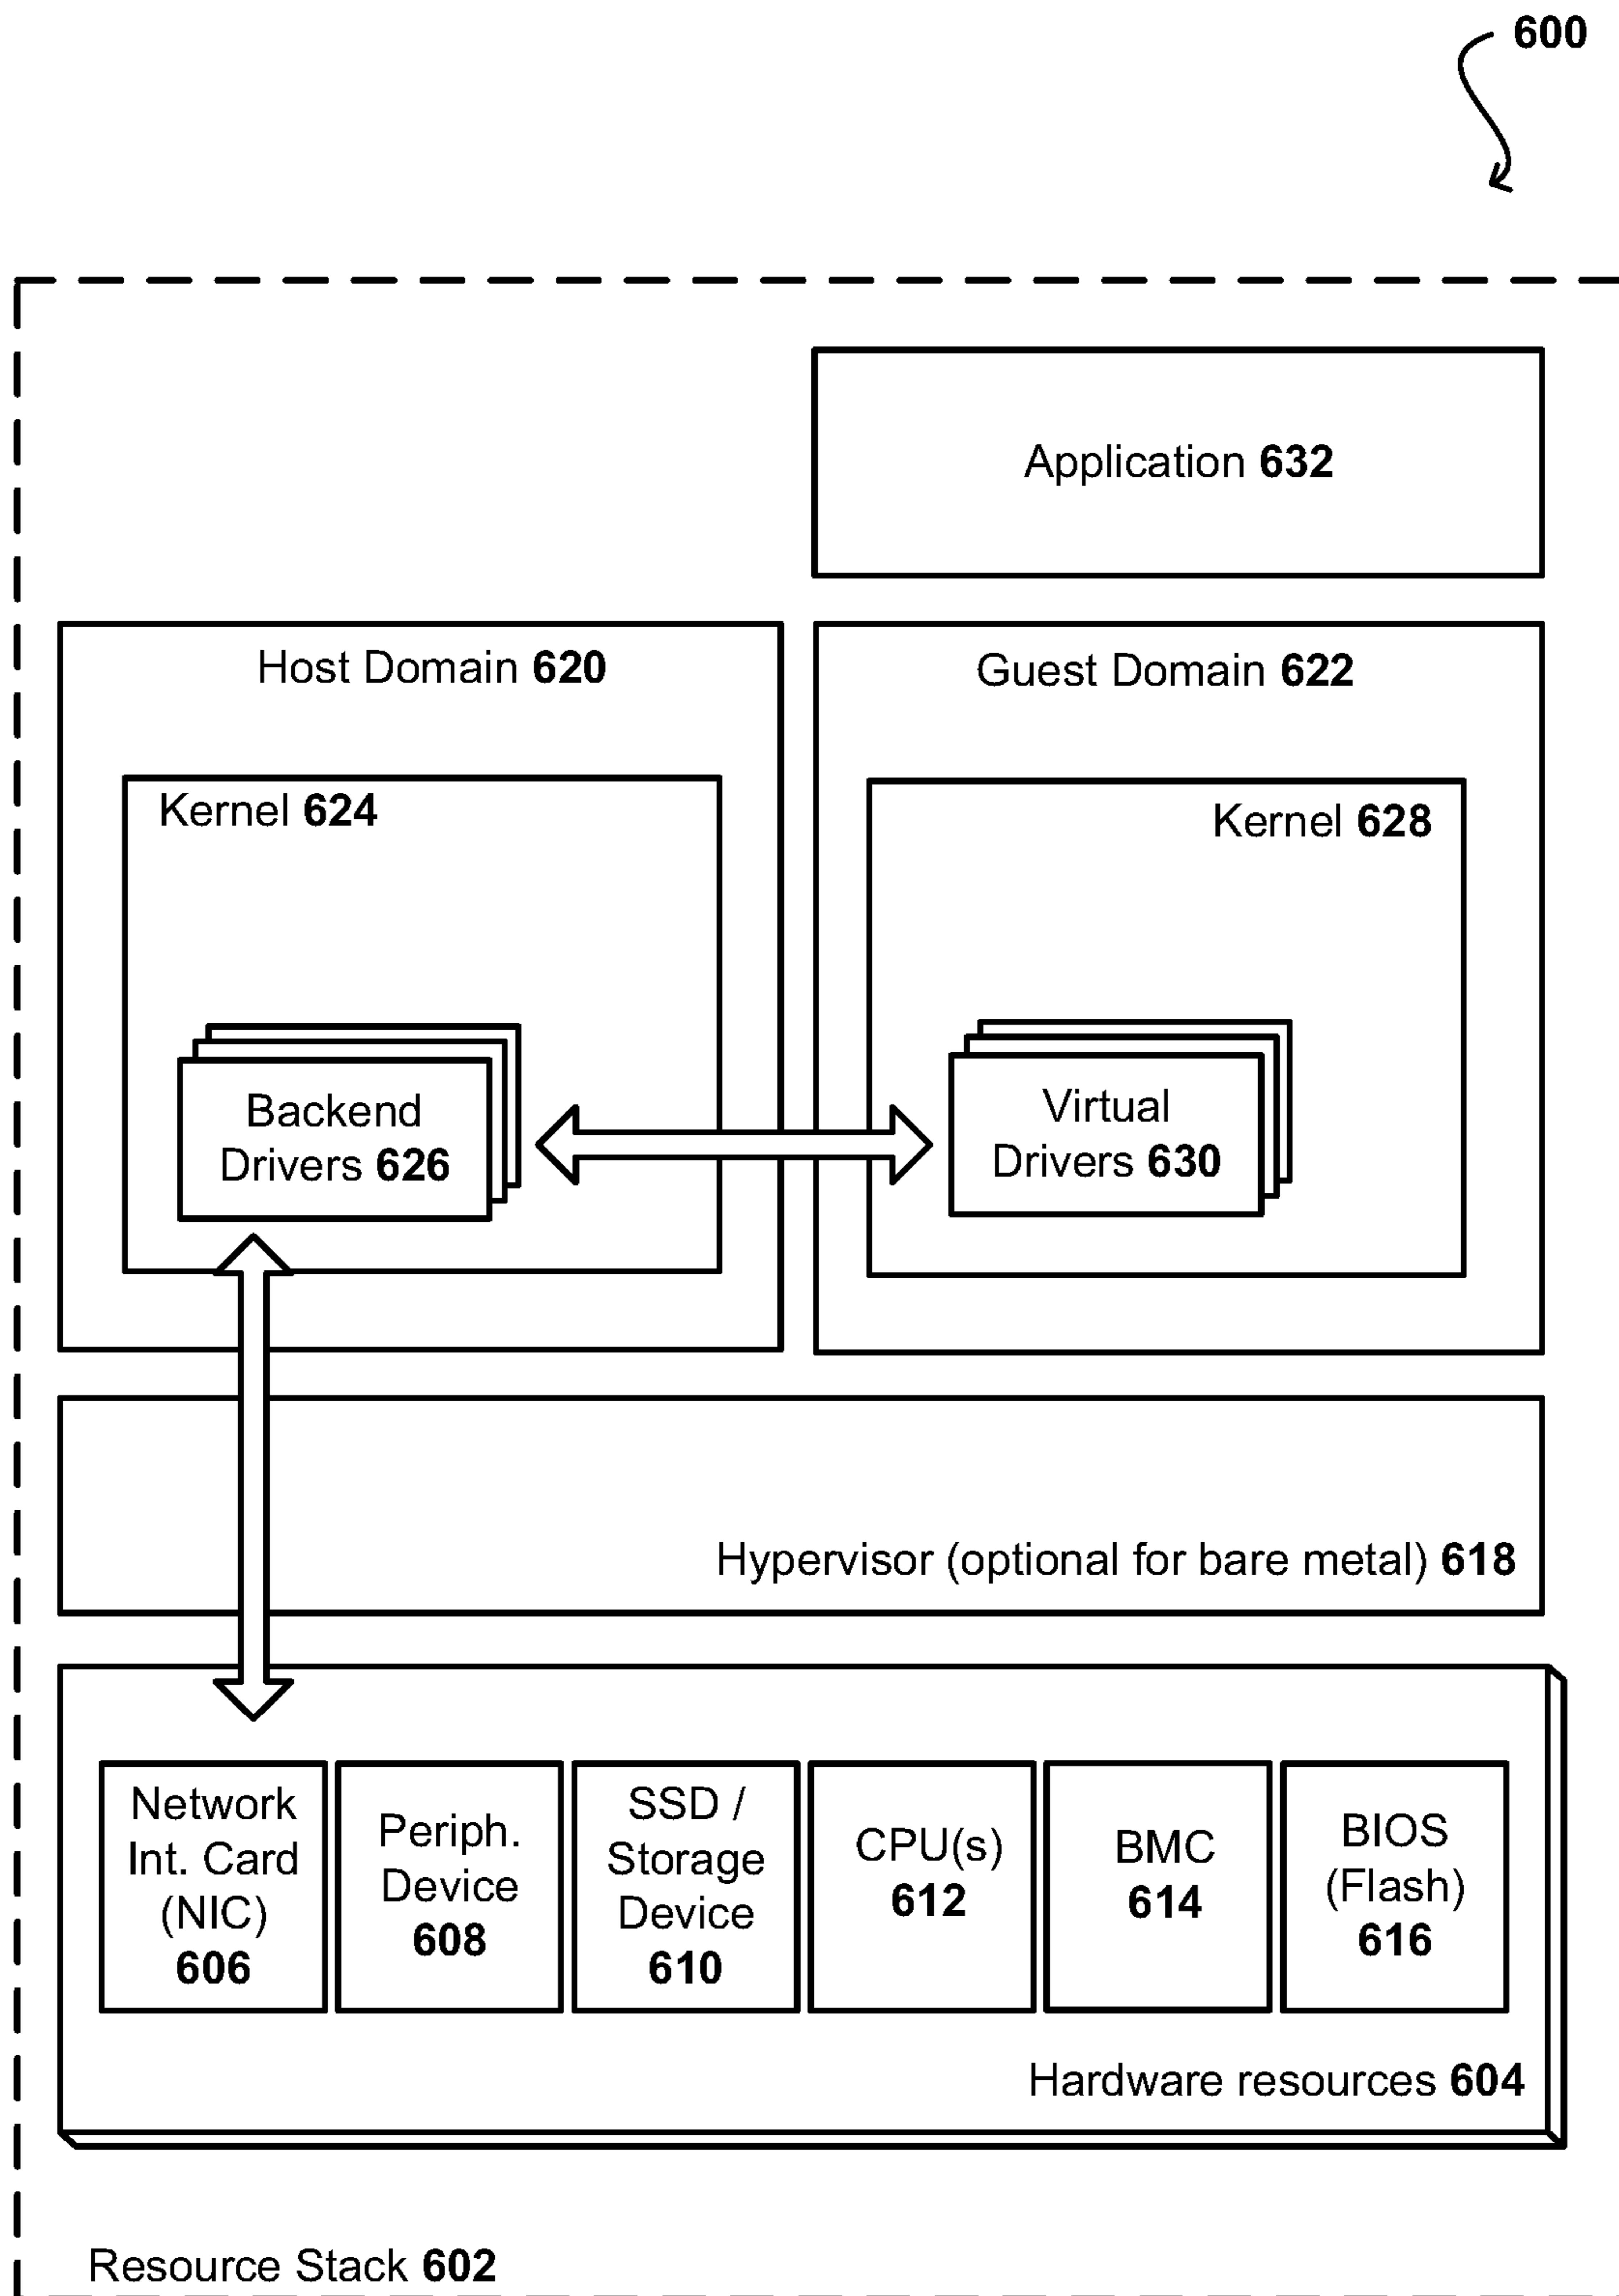 600
Application 632
Host Domain 620
Guest Domain 622
Kernel 624
Kernel 628
Backend
Drivers 626
Virtual
Drivers 630
Hypervisor (optional for bare metal) 618
Network
Int. Card
(NIC)
606
Periph.
Device
608
SSD /
Storage
Device
610
CPU(s)
612
BMC
614
BIOS
(Flash)
616
Hardware resources 604
Resource Stack 602